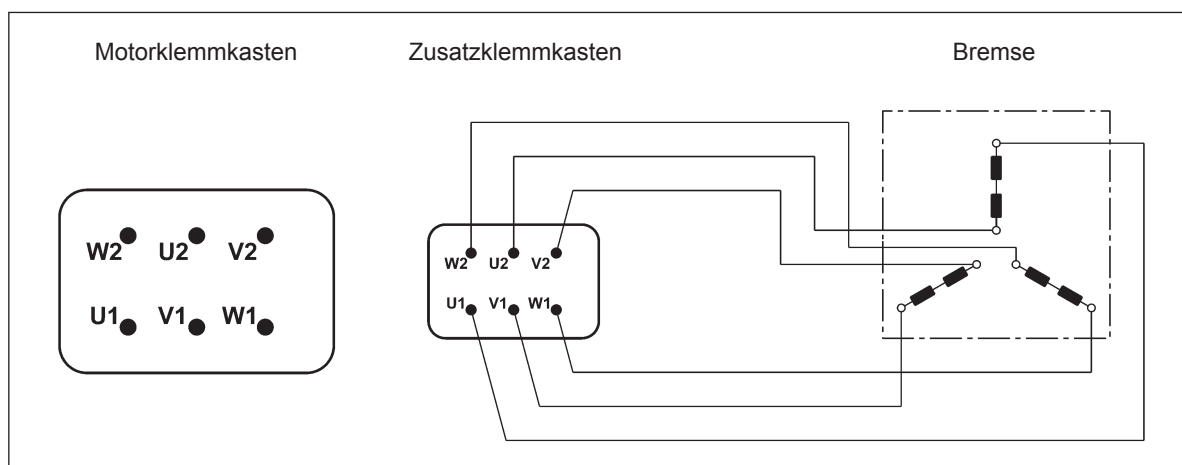 Motorklemmkasten Zusatzklemmkasten Bremse
W2 U2 V2
U1 V1 W1
W2 U2 V2
U1 V1 W1